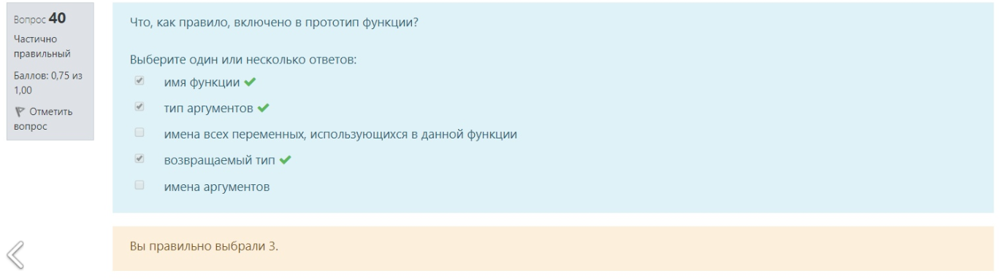 Вопрос 40
Частично
правильный
Баллов: 0,75 из
1,00
Отметить
вопрос
Что, как правило, включено в прототип функции?
Выберите один или несколько ответов:
имя функции
тип аргументов
имена всех переменных, использующихся в данной функции
возвращаемый тип
имена аргументов
Вы правильно выбрали 3.